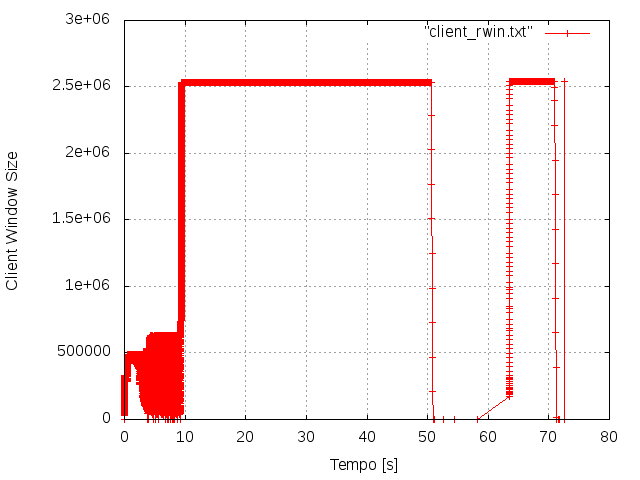 3e+06
"client_rwin.txt"
2.5e+06
2e+06
Client Window Size
1.5e+06
1e+06
500000
0
0 10 20 30 40 50 60 70 80
Tempo [s]